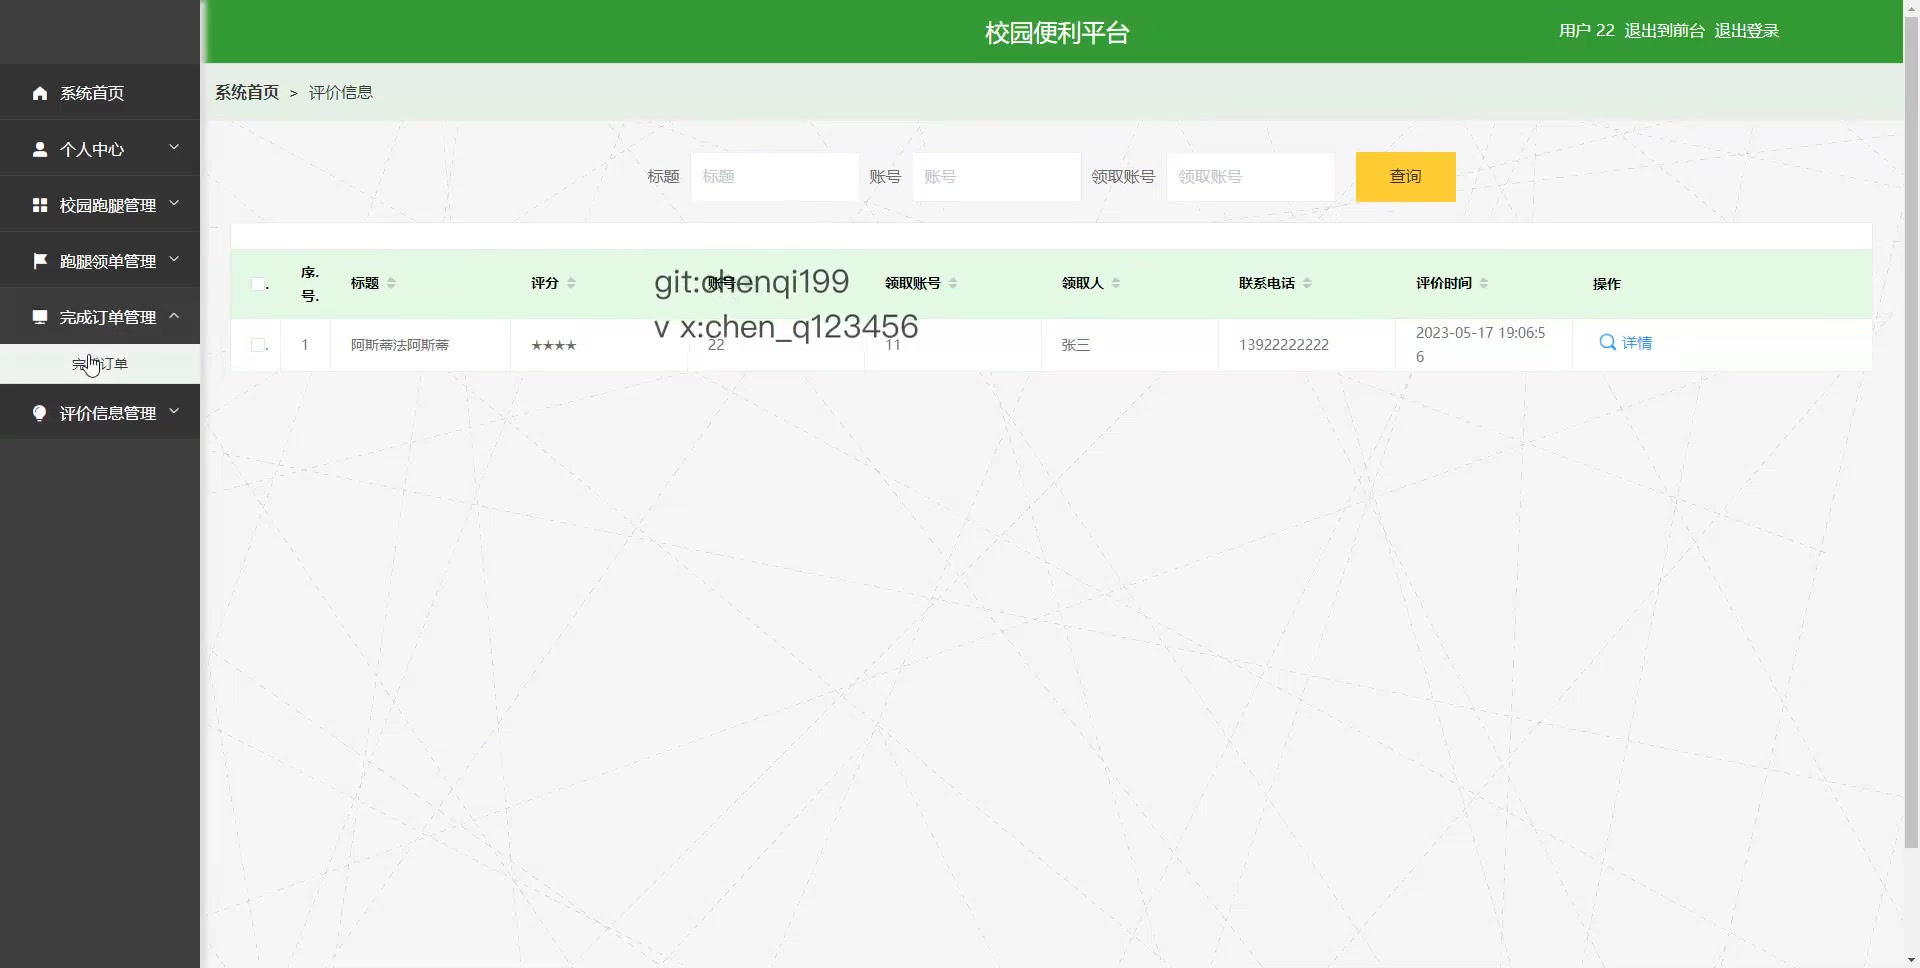 校园便利平台
用户 22 退出到前台 退出登录
系统首页
个人中心
校园跑腿管理
跑腿领单管理
完成订单管理
订单
评价信息管理
系统首页 > 评价信息
标题 标题 账号 账号 领取账号 领取账号 查询
序.
号.
标题 评分 账号 领取账号 领取人 联系电话 评价时间 操作
1 阿斯蒂法阿斯蒂 ★★★★ 22 11 张三 13922222222 2023-05-17 19:06:5
6
详情
git:chenqi199
v x:chen_q123456